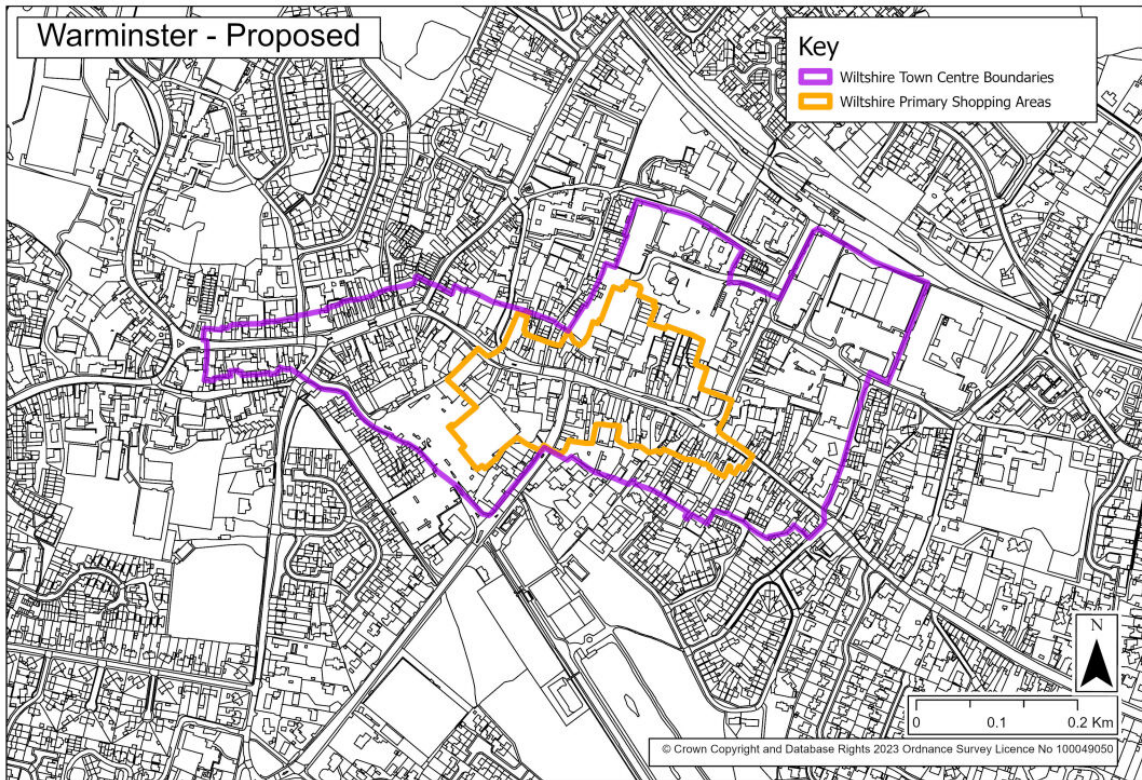 Warminster - Proposed
Key
Wiltshire Town Centre Boundaries
Wiltshire Primary Shopping Areas
N
0 0.1 0.2 Km
© Crown Copyright and Database Rights 2023 Ordnance Survey Licence No 100049050